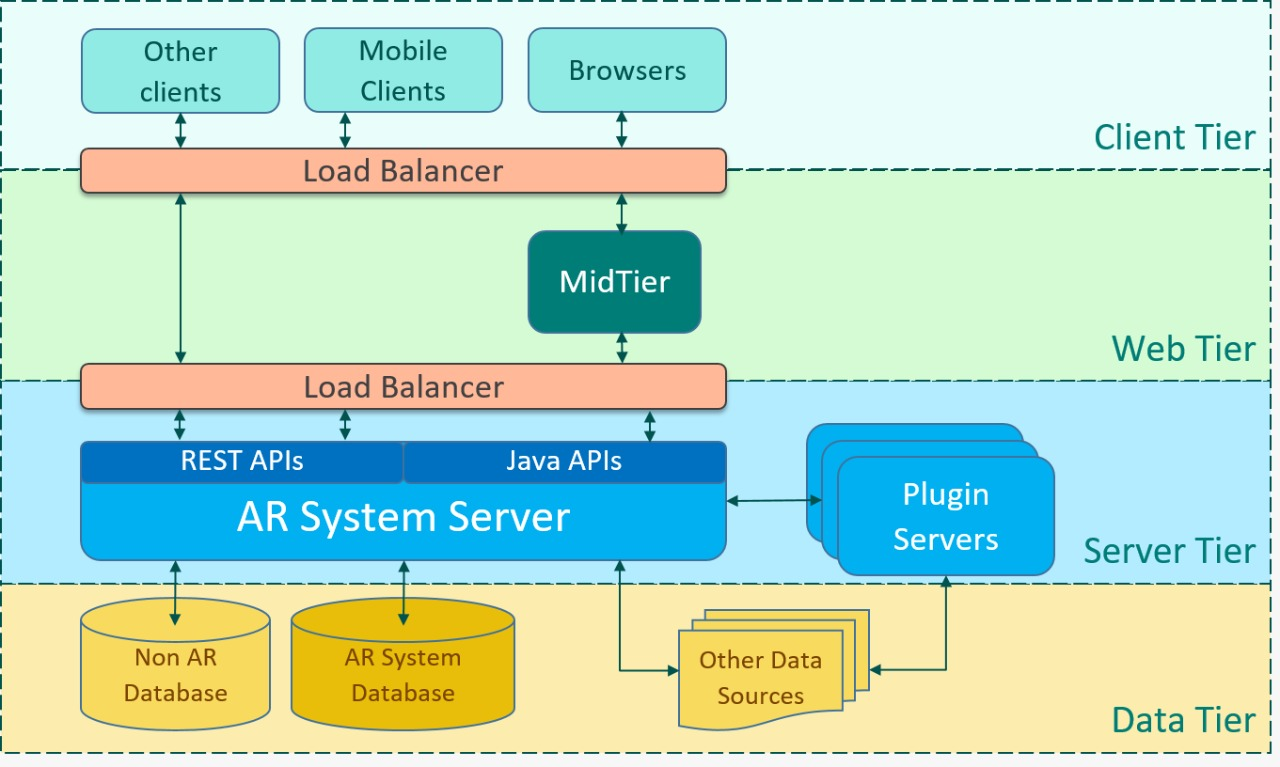 Other
clients
Mobile
Clients
Browsers
Client Tier
Load Balancer
MidTier
Web Tier
Load Balancer
REST APIs
Java APIs
AR System Server
Plugin
Servers
Server Tier
Non AR
Database
AR System
Database
Other Data
Sources
Data Tier